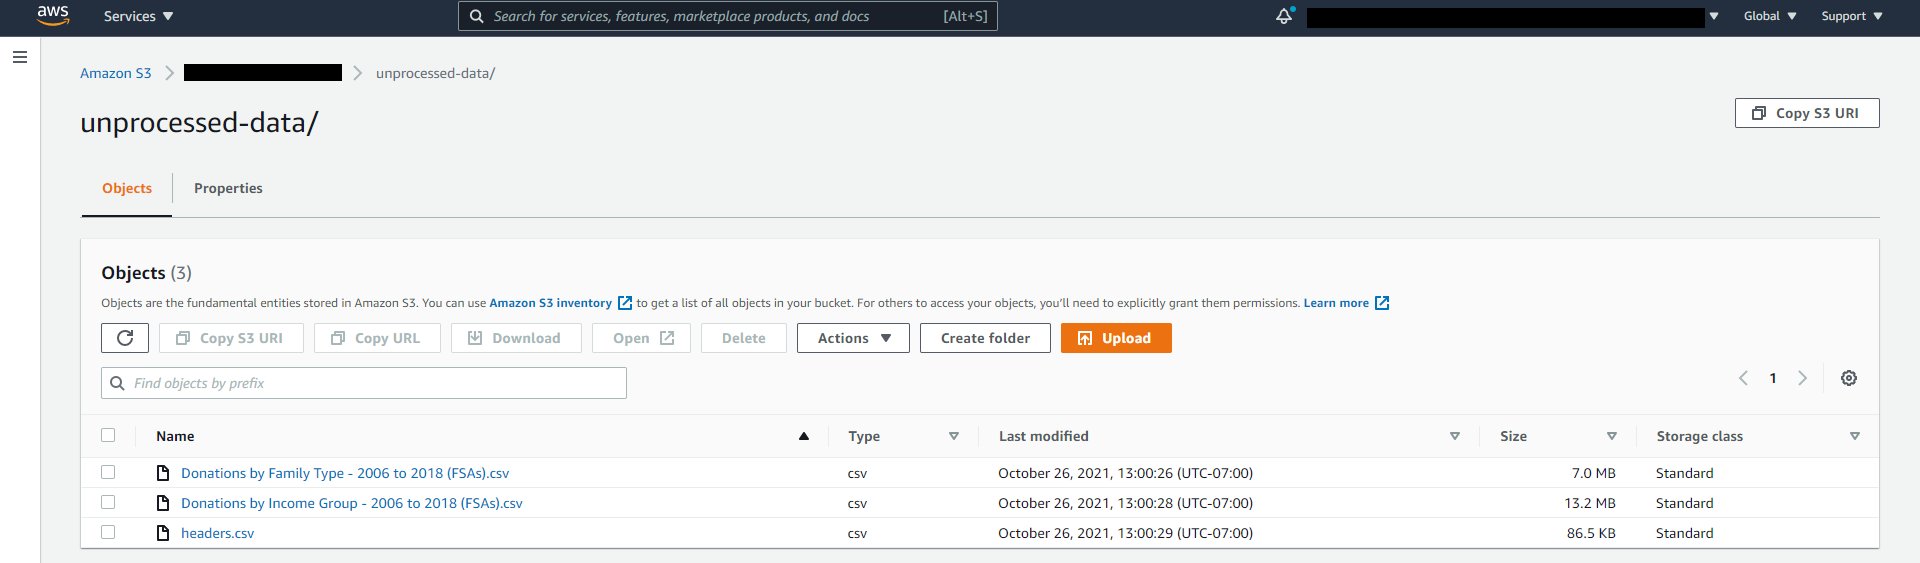 aws Services Search for services, features, marketplace products, and docs [Alt+S] Global Support
Amazon S3 unprocessed-data/
unprocessed-data/
Copy S3 URI
Objects Properties
Objects (3)
Objects are the fundamental entities stored in Amazon S3. You can use Amazon S3 inventory to get a list of all objects in your bucket. For others to access your objects, you'll need to explicitly grant them permissions. Learn more
Copy S3 URI Copy URL Download Open Delete Actions Create folder Upload
Find objects by prefix 1
Name Type Last modified Size Storage class
Donations by Family Type - 2006 to 2018 (FSAs).csv csv October 26, 2021, 13:00:26 (UTC-07:00) 7.0 MB Standard
Donations by Income Group - 2006 to 2018 (FSAs).csv csv October 26, 2021, 13:00:28 (UTC-07:00) 13.2 MB Standard
headers.csv csv October 26, 2021, 13:00:29 (UTC-07:00) 86.5 KB Standard